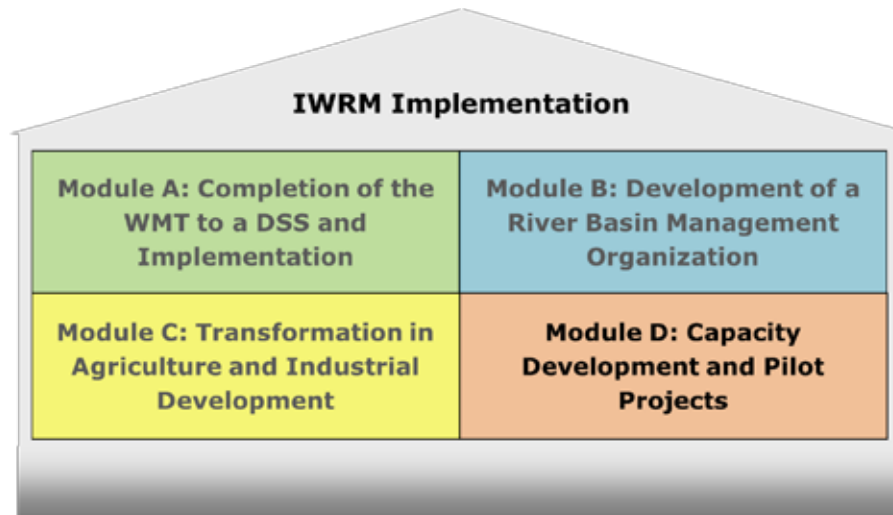 IWRM Implementation
Module A: Completion of the
WMT to a DSS and
Implementation
Module B: Development of a
River Basin Management
Organization
Module C: Transformation in
Agriculture and Industrial
Development
Module D: Capacity
Development and Pilot
Projects